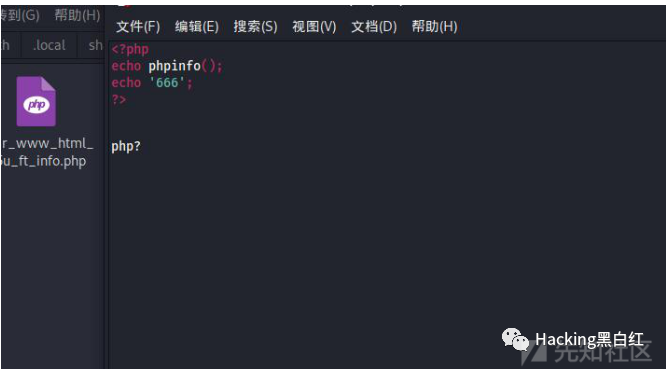 传到(G) 帮助(H)
.local sh
php
r_www_html_
u_ft_info.php
文件(F) 编辑(E) 搜索(S) 视图(V) 文档(D) 帮助(H)
<?php
echo phpinfo();
echo '666';
?>
php?
Hacking黑白红
先知社区